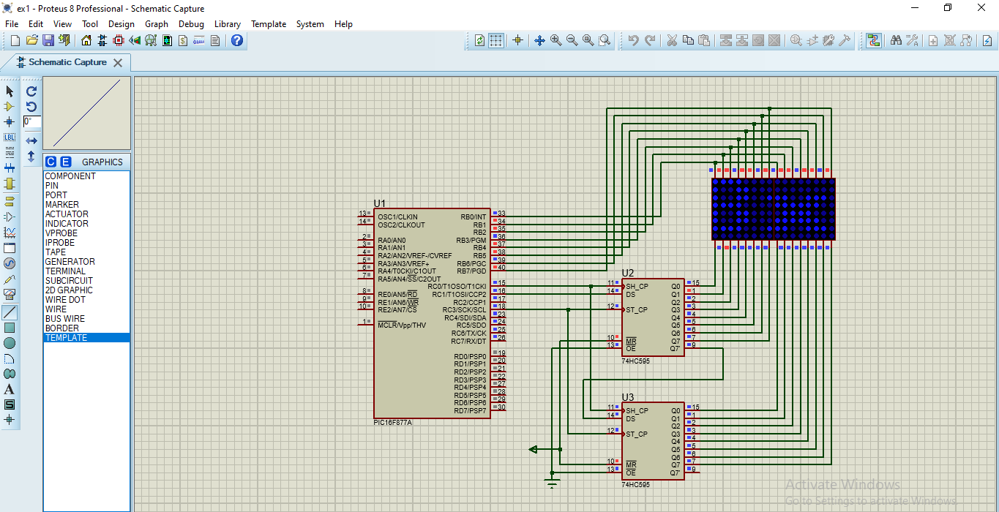 ex1 - Proteus 8 Professional - Schematic Capture
File Edit View Tool Design Graph Debug Library Template System Help
Schematic Capture
0°
LBL
C E GRAPHICS
COMPONENT
PIN
PORT
MARKER
ACTUATOR
INDICATOR
VPROBE
IPROBE
TAPE
GENERATOR
TERMINAL
SUBCIRCUIT
2D GRAPHIC
WIRE DOT
WIRE
BUS WIRE
BORDER
TEMPLATE
A
S
U1
13 OSC1/CLKIN RB0/INT 33
14 OSC2/CLKOUT RB1 34
RB2 35
2 RA0/AN0 RB3/PGM 36
3 RA1/AN1 RB4 37
4 RA2/AN2/VREF-/CVREF RB5 38
5 RA3/AN3/VREF+ RB6/PGC 39
6 RA4/T0CKI/C1OUT RB7/PGD 40
7 RA5/AN4/SS/C2OUT
RC0/T1OSO/T1CKI 15
8 RE0/AN5/RD RC1/T1OSI/CCP2 16
9 RE1/AN6/WR RC2/CCP1 17
10 RE2/AN7/CS RC3/SCK/SCL 18
RC4/SDI/SDA 23
1 MCLR/Vpp/THV RC5/SDO 24
RC6/TX/CK 25
RC7/RX/DT 26
RD0/PSP0 19
RD1/PSP1 20
RD2/PSP2 21
RD3/PSP3 22
RD4/PSP4 27
RD5/PSP5 28
RD6/PSP6 29
RD7/PSP7 30
PIC16F877A
U2
11 SH_CP Q0 15
14 DS Q1 1
Q2 2
12 ST_CP Q3 3
Q4 4
Q5 5
Q6 6
10 MR Q7 7
13 OE Q7' 9
74HC595
U3
11 SH_CP Q0 15
14 DS Q1 1
Q2 2
12 ST_CP Q3 3
Q4 4
Q5 5
Q6 6
10 MR Q7 7
13 OE Q7' 9
74HC595
Activate Windows
Go to Settings to activate Windows.